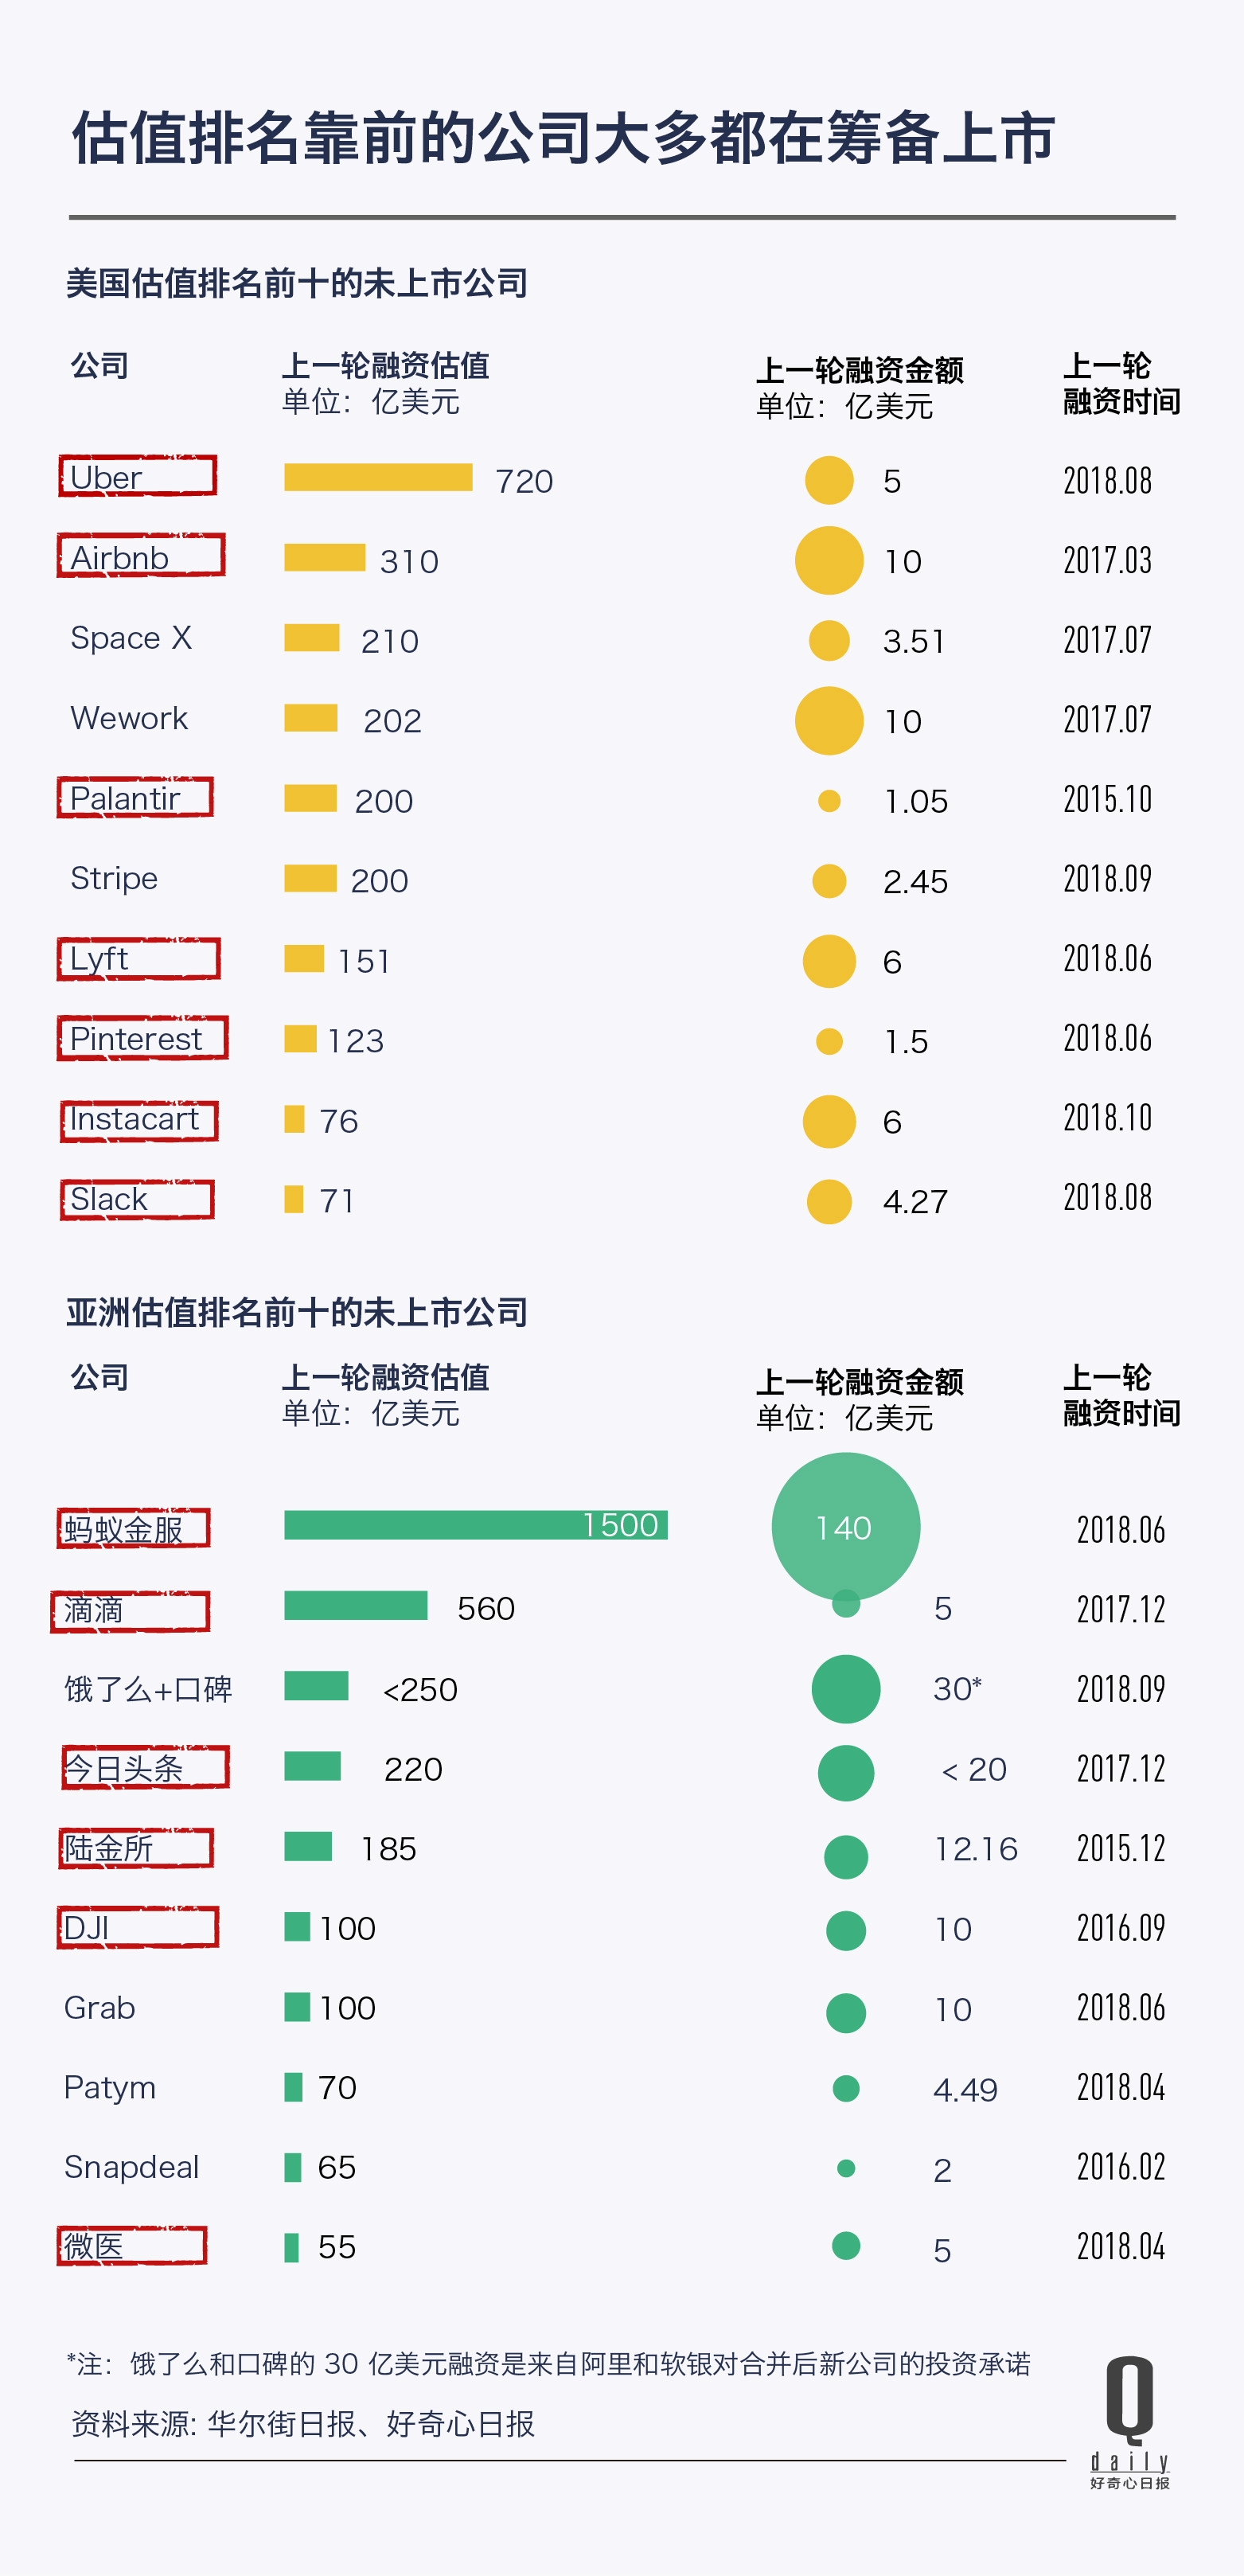 估值排名靠前的公司大多都在筹备上市
美国估值排名前十的未上市公司
公司 上一轮融资估值 上一轮融资金额 上一轮
单位：亿美元 单位：亿美元 融资时间
Uber 720 5 2018.08
Airbnb 310 10 2017.03
Space X 210 3.51 2017.07
Wework 202 10 2017.07
Palantir 200 1.05 2015.10
Stripe 200 2.45 2018.09
Lyft 151 6 2018.06
Pinterest 123 1.5 2018.06
Instacart 76 6 2018.10
Slack 71 4.27 2018.08
亚洲估值排名前十的未上市公司
公司 上一轮融资估值 上一轮融资金额 上一轮
单位：亿美元 单位：亿美元 融资时间
蚂蚁金服 1500 140 2018.06
滴滴 560 5 2017.12
饿了么+口碑 <250 30* 2018.09
今日头条 220 < 20 2017.12
陆金所 185 12.16 2015.12
DJI 100 10 2016.09
Grab 100 10 2018.06
Patym 70 4.49 2018.04
Snapdeal 65 2 2016.02
微医 55 5 2018.04
*注：饿了么和口碑的 30 亿美元融资是来自阿里和软银对合并后新公司的投资承诺
资料来源: 华尔街日报、好奇心日报
Q
daily
好奇心日报